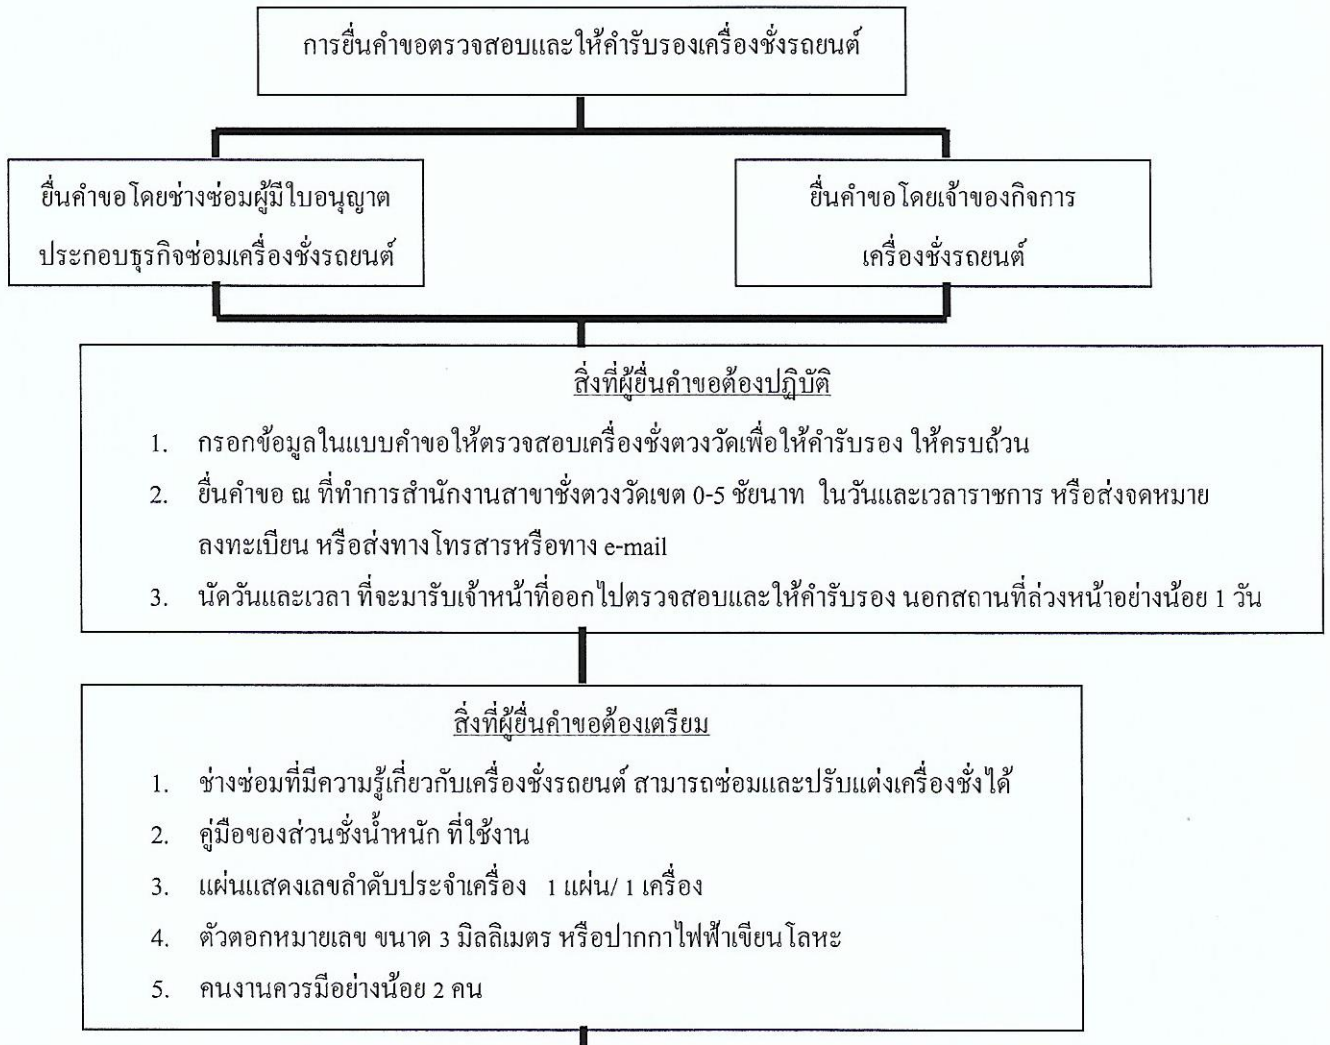 การยื่นคำขอตรวจสอบและให้คำรับรองเครื่องชั่งรถยนต์
ยื่นคำขอโดยช่างซ่อมผู้มีใบอนุญาต
ประกอบธุรกิจซ่อมเครื่องชั่งรถยนต์
ยื่นคำขอโดยเจ้าของกิจการ
เครื่องชั่งรถยนต์
สิ่งที่ผู้ยื่นคำขอต้องปฏิบัติ
1. กรอกข้อมูลในแบบคำขอให้ตรวจสอบเครื่องชั่งตวงวัดเพื่อให้คำรับรอง ให้ครบถ้วน
2. ยื่นคำขอ ณ ที่ทำการสำนักงานสาขาชั่งตวงวัดเขต 0-5 ชัยนาท ในวันและเวลาราชการ หรือส่งจดหมาย
ลงทะเบียน หรือส่งทางโทรสารหรือทาง e-mail
3. นัดวันและเวลา ที่จะมารับเจ้าหน้าที่ออกไปตรวจสอบและให้คำรับรอง นอกสถานที่ล่วงหน้าอย่างน้อย 1 วัน
สิ่งที่ผู้ยื่นคำขอต้องเตรียม
1. ช่างซ่อมที่มีความรู้เกี่ยวกับเครื่องชั่งรถยนต์ สามารถซ่อมและปรับแต่งเครื่องชั่งได้
2. คู่มือของส่วนชั่งน้ำหนัก ที่ใช้งาน
3. แผ่นแสดงเลขลำดับประจำเครื่อง 1 แผ่น/ 1 เครื่อง
4. ตัวตอกหมายเลข ขนาด 3 มิลลิเมตร หรือปากกาไฟฟ้าเขียนโลหะ
5. คนงานควรมีอย่างน้อย 2 คน